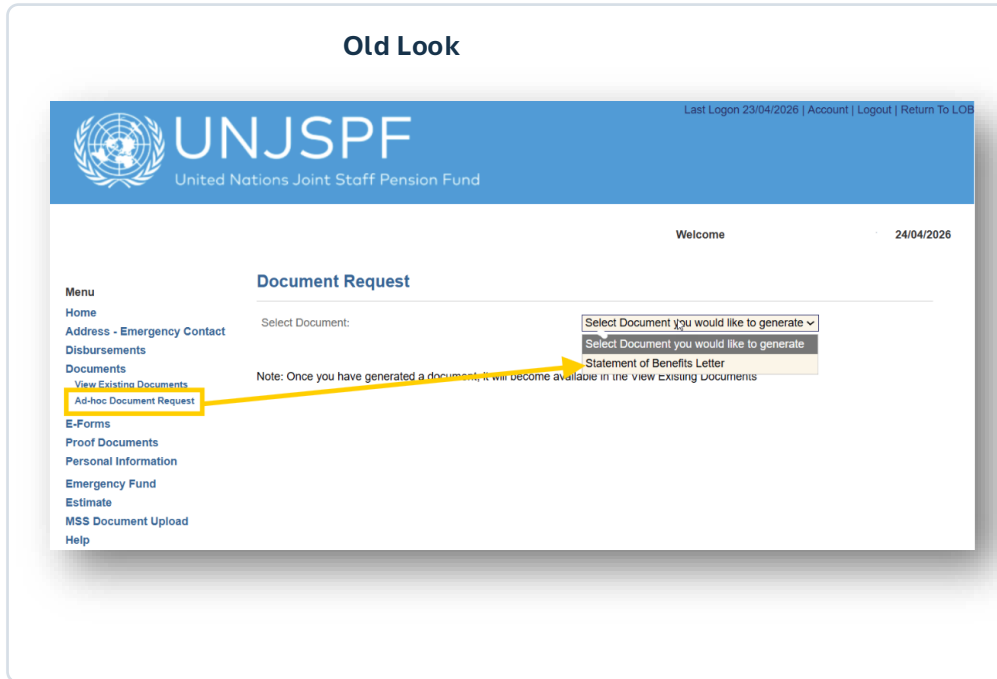 Old Look
Last Logon 23/04/2026 | Account | Logout | Return To LOB
UNJSPF
United Nations Joint Staff Pension Fund
Welcome
24/04/2026
Document Request
Menu
Home
Address - Emergency Contact
Disbursements
Documents
View Existing Documents
Ad-hoc Document Request
E-Forms
Proof Documents
Personal Information
Emergency Fund
Estimate
MSS Document Upload
Help
Select Document:
Select Document you would like to generate
Select Document you would like to generate
Statement of Benefits Letter
Note: Once you have generated a document, it will become available in the View Existing Documents